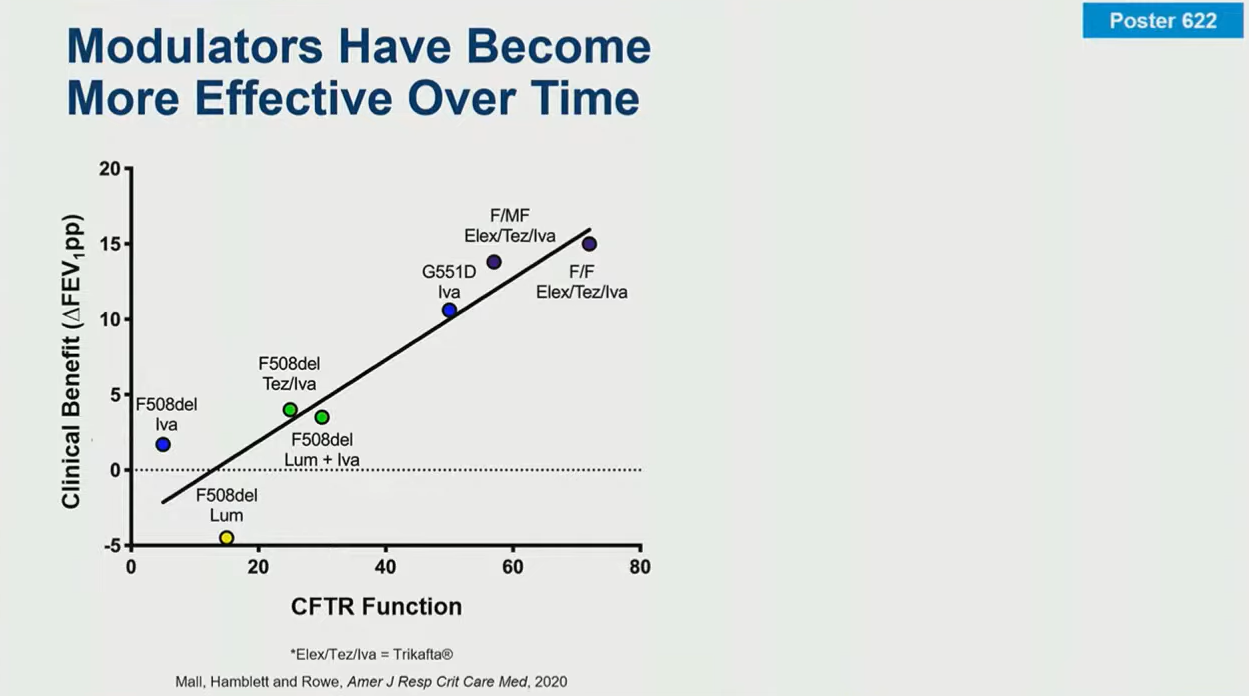 Poster 622
Modulators Have Become
More Effective Over Time
Clinical Benefit (ΔFEV₁pp)
20
15
10
5
0
-5
F/MF
Elex/Tez/Iva
G551D
Iva
F/F
Elex/Tez/Iva
F508del
Tez/Iva
F508del
Iva
F508del
Lum + Iva
F508del
Lum
0 20 40 60 80
CFTR Function
*Elex/Tez/Iva = Trikafta®
Mall, Hamblett and Rowe, Amer J Resp Crit Care Med, 2020